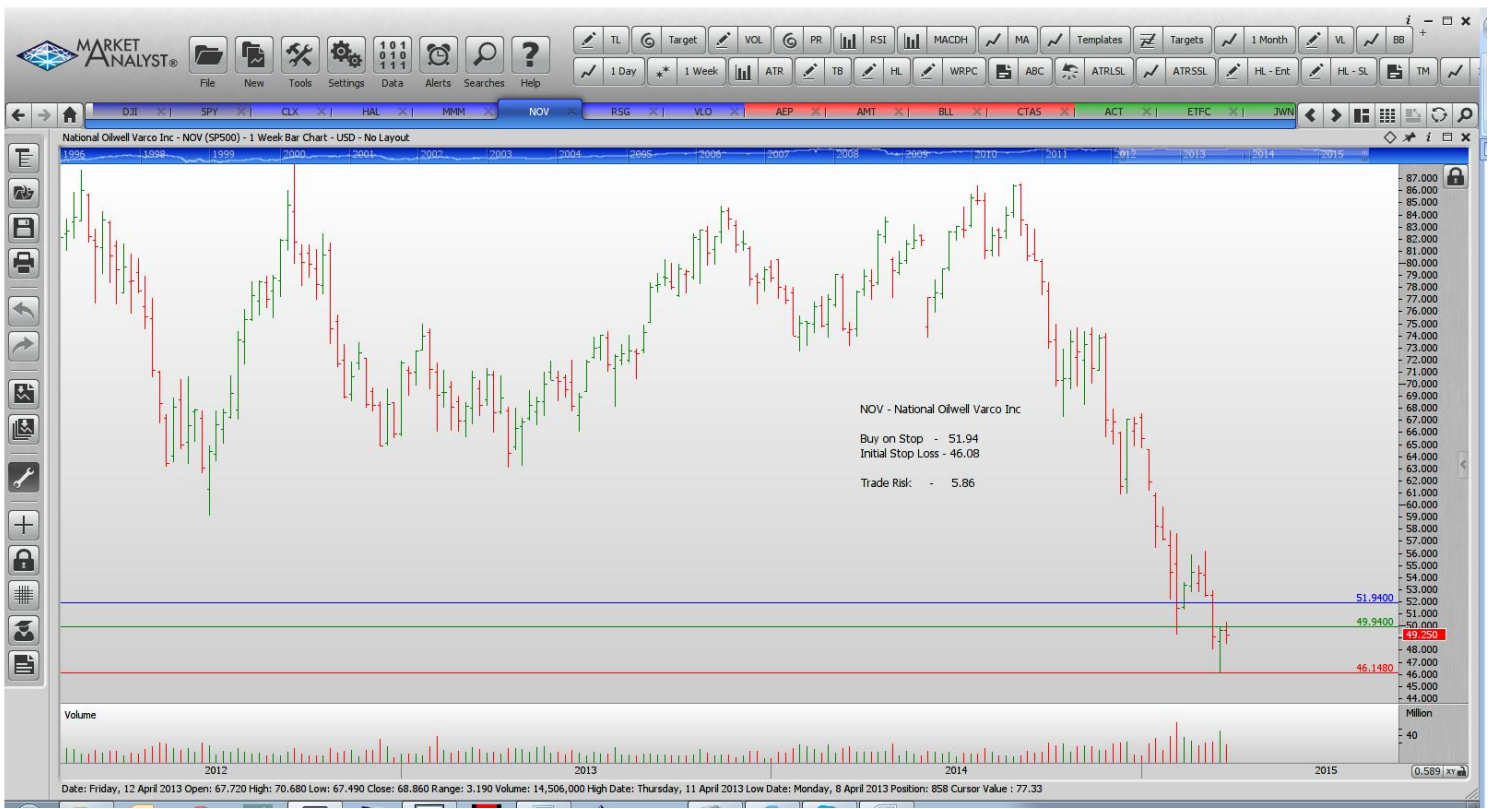 i
MARKET
ANALYST®
File New Tools Settings Data Alerts Searches Help
TL Target VOL PR RSI MACDH MA Templates Targets 1 Month VL BB
1 Day 1 Week ATR TB HL WRPC ABC ATRLSL ATRSSL HL - Ent HL - SL TM
101
010
111
DJI SPY CLX HAL MMM NOV RSG VLO AEP AMT BLL CTAS ACT ETFC JWN
National Oilwell Varco Inc - NOV (SP500) - 1 Week Bar Chart - USD - No Layout
1996 1998 1999 2000 2001 2002 2003 2004 2005 2006 2007 2008 2009 2010 2011 2012 2013 2014 2015
87.000
86.000
85.000
84.000
83.000
82.000
81.000
80.000
79.000
78.000
77.000
76.000
75.000
74.000
73.000
72.000
71.000
70.000
69.000
68.000
67.000
66.000
65.000
64.000
63.000
62.000
61.000
60.000
59.000
58.000
57.000
56.000
55.000
54.000
53.000
52.000
51.000
50.000
49.250
48.000
47.000
46.000
45.000
44.000
NOV - National Oilwell Varco Inc
Buy on Stop - 51.94
Initial Stop Loss - 46.08
Trade Risk - 5.86
51.9400
49.9400
46.1480
Volume
Million
40
2012 2013 2014 2015
0.589 XY
Date: Friday, 12 April 2013 Open: 67.720 High: 70.680 Low: 67.490 Close: 68.860 Range: 3.190 Volume: 14,506,000 High Date: Thursday, 11 April 2013 Low Date: Monday, 8 April 2013 Position: 858 Cursor Value : 77.33